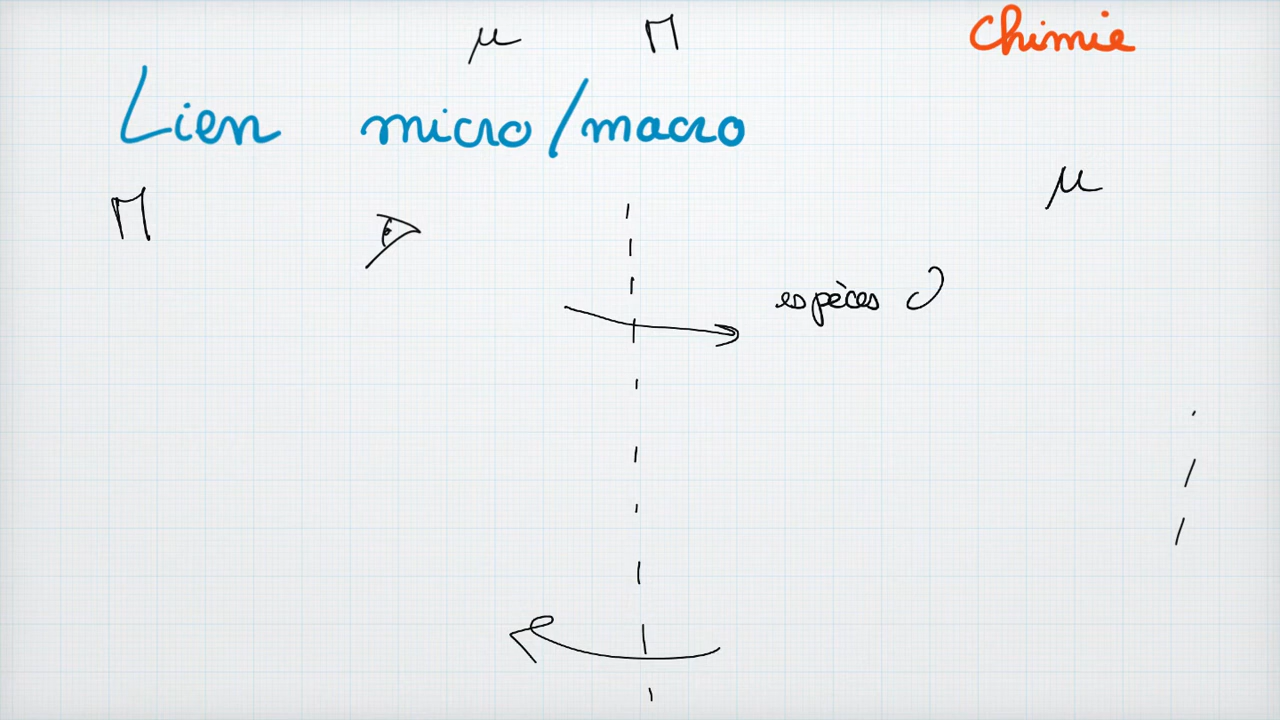 μ M Chimie
Lien micro/macro
M μ
espèces